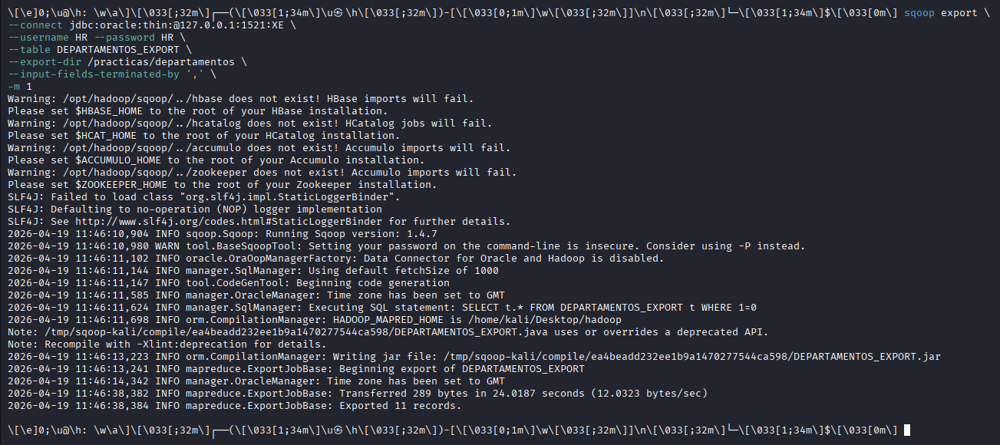 \[\e]0;\u@\h: \w\a\]\[\033[;32m\]┌──(\[\033[1;34m\]\u㉿\h\[\033[;32m\])-[\[\033[0;1m\]\w\[\033[;32m\]]\n\[\033[;32m\]└─\[\033[1;34m\]$\[\033[0m\] sqoop export \
--connect jdbc:oracle:thin:@127.0.0.1:1521:XE \
--username HR --password HR \
--table DEPARTAMENTOS_EXPORT \
--export-dir /practicas/departamentos \
--input-fields-terminated-by ',' \
-m 1
Warning: /opt/hadoop/sqoop/../hbase does not exist! HBase imports will fail.
Please set $HBASE_HOME to the root of your HBase installation.
Warning: /opt/hadoop/sqoop/../hcatalog does not exist! HCatalog jobs will fail.
Please set $HCAT_HOME to the root of your HCatalog installation.
Warning: /opt/hadoop/sqoop/../accumulo does not exist! Accumulo imports will fail.
Please set $ACCUMULO_HOME to the root of your Accumulo installation.
Warning: /opt/hadoop/sqoop/../zookeeper does not exist! Accumulo imports will fail.
Please set $ZOOKEEPER_HOME to the root of your Zookeeper installation.
SLF4J: Failed to load class "org.slf4j.impl.StaticLoggerBinder".
SLF4J: Defaulting to no-operation (NOP) logger implementation
SLF4J: See http://www.slf4j.org/codes.html#StaticLoggerBinder for further details.
2026-04-19 11:46:10,904 INFO sqoop.Sqoop: Running Sqoop version: 1.4.7
2026-04-19 11:46:10,980 WARN tool.BaseSqoopTool: Setting your password on the command-line is insecure. Consider using -P instead.
2026-04-19 11:46:11,102 INFO oracle.OraOopManagerFactory: Data Connector for Oracle and Hadoop is disabled.
2026-04-19 11:46:11,144 INFO manager.SqlManager: Using default fetchSize of 1000
2026-04-19 11:46:11,147 INFO tool.CodeGenTool: Beginning code generation
2026-04-19 11:46:11,585 INFO manager.OracleManager: Time zone has been set to GMT
2026-04-19 11:46:11,624 INFO manager.SqlManager: Executing SQL statement: SELECT t.* FROM DEPARTAMENTOS_EXPORT t WHERE 1=0
2026-04-19 11:46:11,698 INFO orm.CompilationManager: HADOOP_MAPRED_HOME is /home/kali/Desktop/hadoop
Note: /tmp/sqoop-kali/compile/ea4beadd232ee1b9a1470277544ca598/DEPARTAMENTOS_EXPORT.java uses or overrides a deprecated API.
Note: Recompile with -Xlint:deprecation for details.
2026-04-19 11:46:13,223 INFO orm.CompilationManager: Writing jar file: /tmp/sqoop-kali/compile/ea4beadd232ee1b9a1470277544ca598/DEPARTAMENTOS_EXPORT.jar
2026-04-19 11:46:13,241 INFO mapreduce.ExportJobBase: Beginning export of DEPARTAMENTOS_EXPORT
2026-04-19 11:46:14,342 INFO manager.OracleManager: Time zone has been set to GMT
2026-04-19 11:46:38,382 INFO mapreduce.ExportJobBase: Transferred 289 bytes in 24.0187 seconds (12.0323 bytes/sec)
2026-04-19 11:46:38,384 INFO mapreduce.ExportJobBase: Exported 11 records.
\[\e]0;\u@\h: \w\a\]\[\033[;32m\]┌──(\[\033[1;34m\]\u㉿\h\[\033[;32m\])-[\[\033[0;1m\]\w\[\033[;32m\]]\n\[\033[;32m\]└─\[\033[1;34m\]$\[\033[0m\]